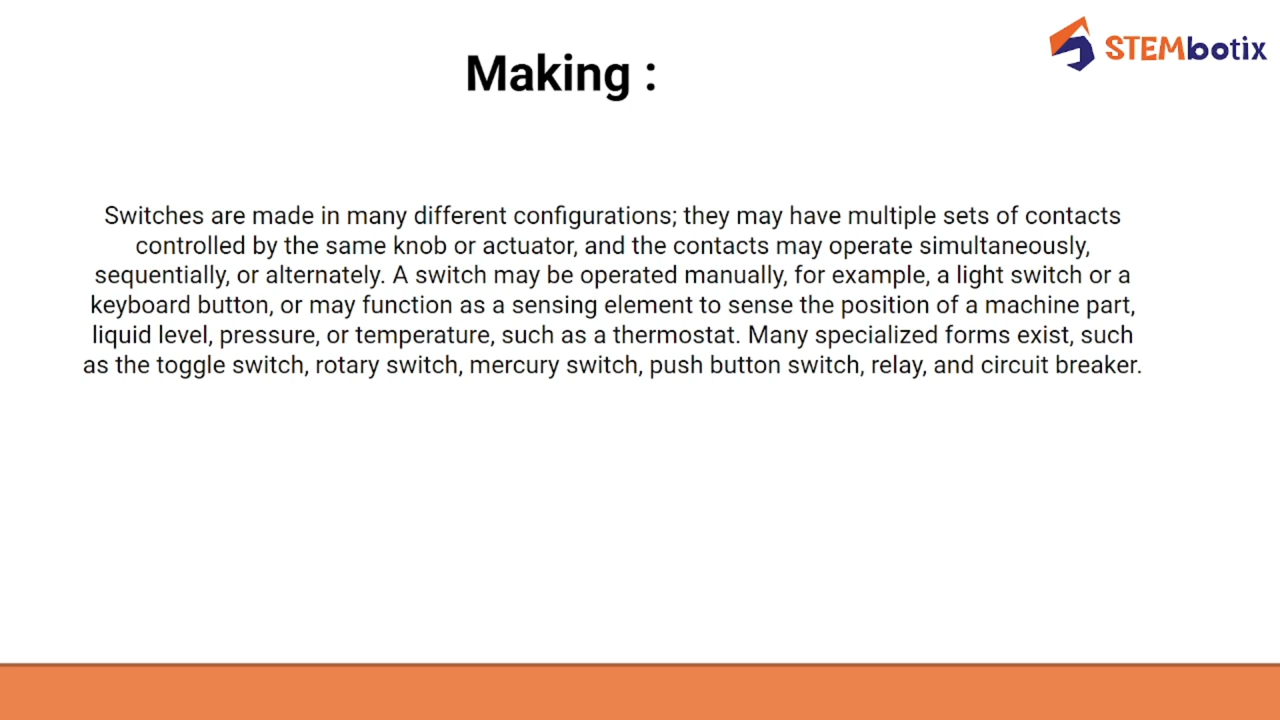 STEMbotix
Making :
Switches are made in many different configurations; they may have multiple sets of contacts
controlled by the same knob or actuator, and the contacts may operate simultaneously,
sequentially, or alternately. A switch may be operated manually, for example, a light switch or a
keyboard button, or may function as a sensing element to sense the position of a machine part,
liquid level, pressure, or temperature, such as a thermostat. Many specialized forms exist, such
as the toggle switch, rotary switch, mercury switch, push button switch, relay, and circuit breaker.